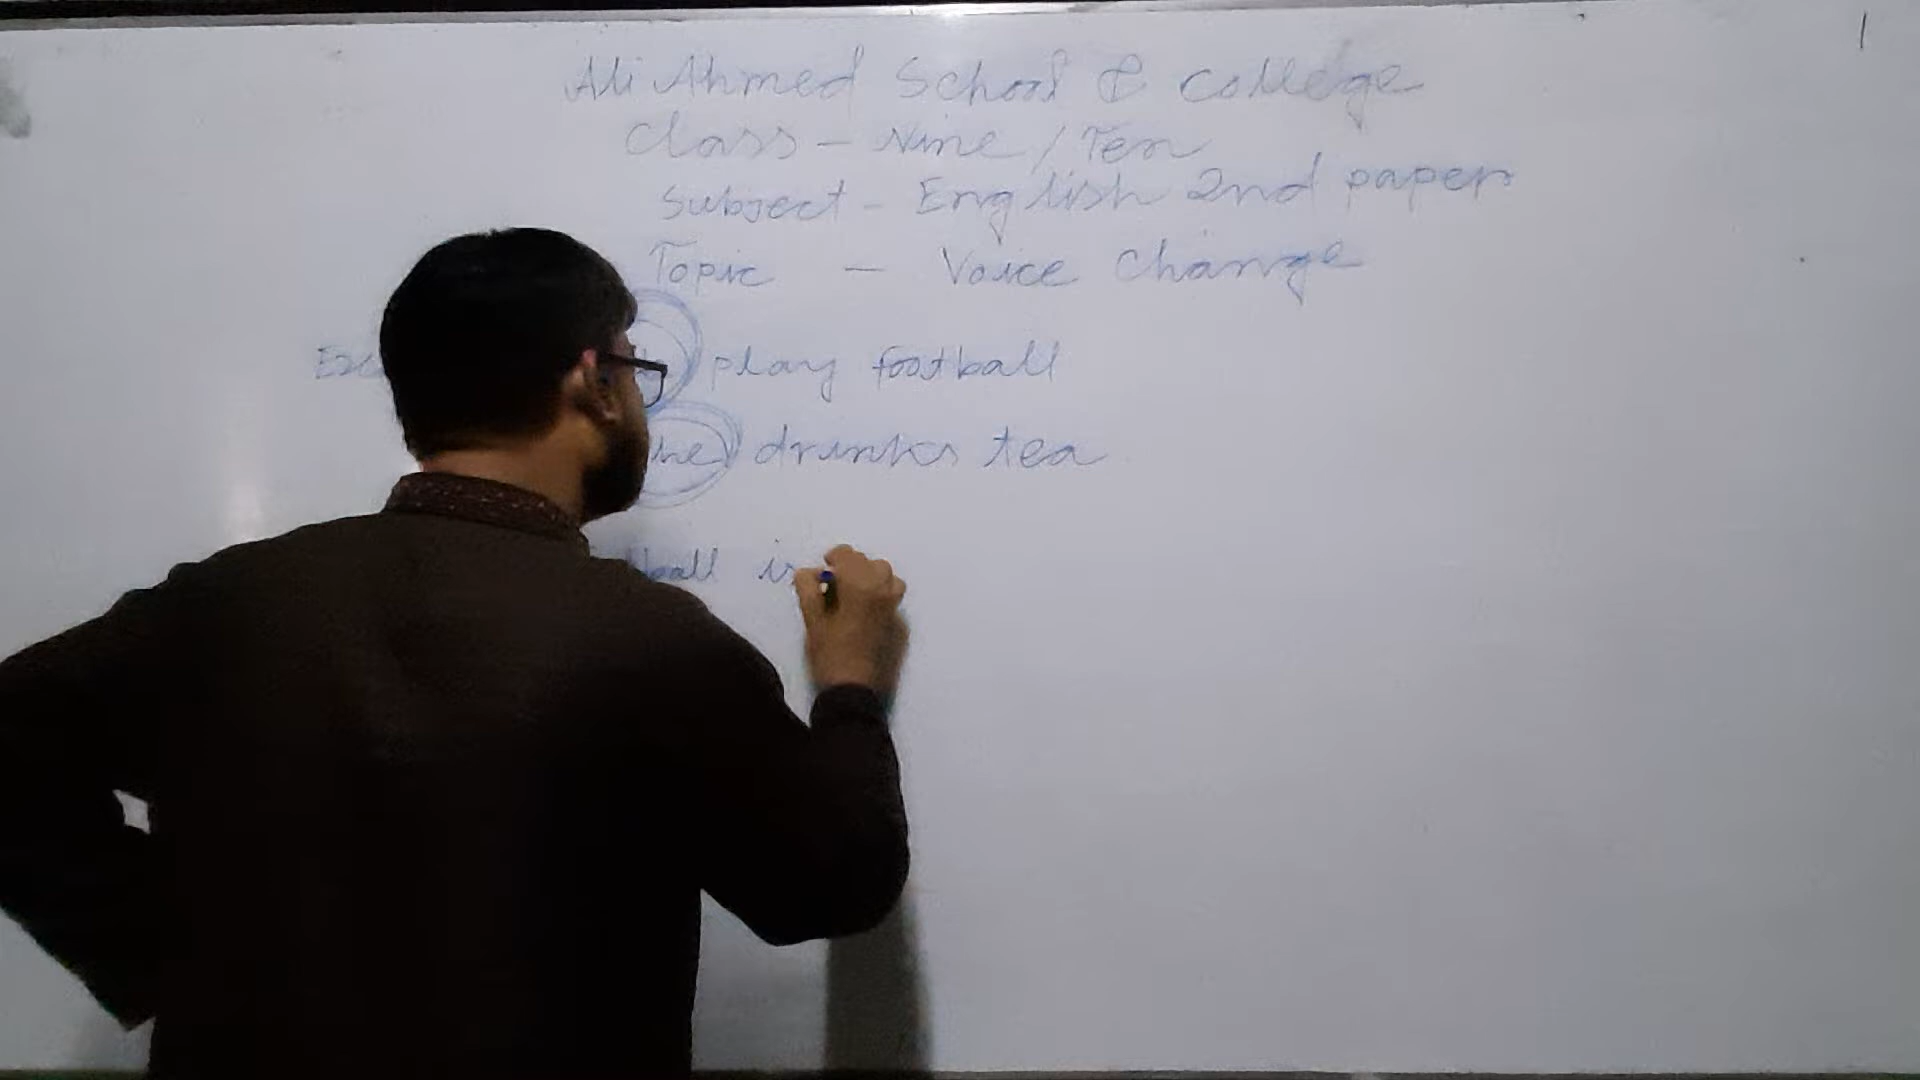 Ali Ahmed School & College
Class - Nine / Ten
Subject - English 2nd paper
Topic - Voice Change
play football
he drinks tea
ball is